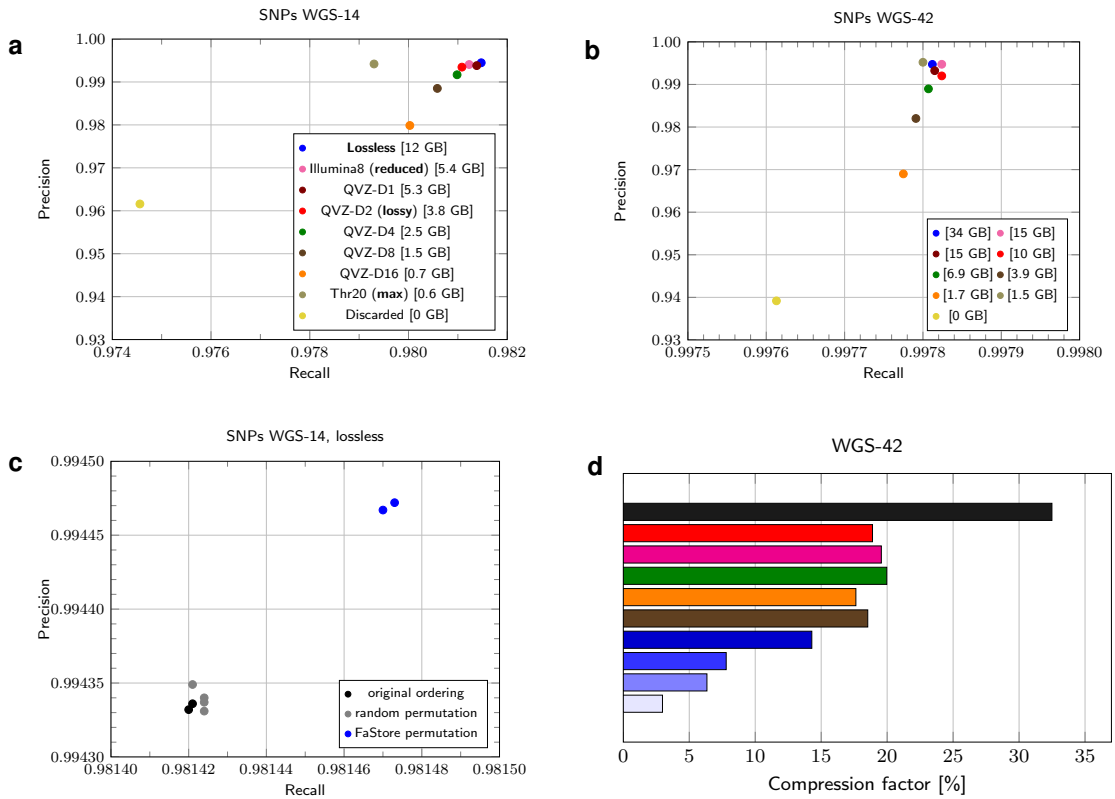 SNPs WGS-14
a
1.00
0.99
0.98
0.97
0.96
0.95
0.94
0.93
Precision
0.974
0.976
0.978
0.980
0.982
Recall
Lossless [12 GB]
Illumina8 (reduced) [5.4 GB]
QVZ-D1 [5.3 GB]
QVZ-D2 (lossy) [3.8 GB]
QVZ-D4 [2.5 GB]
QVZ-D8 [1.5 GB]
QVZ-D16 [0.7 GB]
Thr20 (max) [0.6 GB]
Discarded [0 GB]
SNPs WGS-42
b
1.00
0.99
0.98
0.97
0.96
0.95
0.94
0.93
Precision
0.9975
0.9976
0.9977
0.9978
0.9979
0.9980
Recall
[34 GB] [15 GB]
[15 GB] [10 GB]
[6.9 GB] [3.9 GB]
[1.7 GB] [1.5 GB]
[0 GB]
SNPs WGS-14, lossless
c
0.99450
0.99445
0.99440
0.99435
0.99430
Precision
0.98140
0.98142
0.98144
0.98146
0.98148
0.98150
Recall
original ordering
random permutation
FaStore permutation
WGS-42
d
0
5
10
15
20
25
30
35
Compression factor [%]